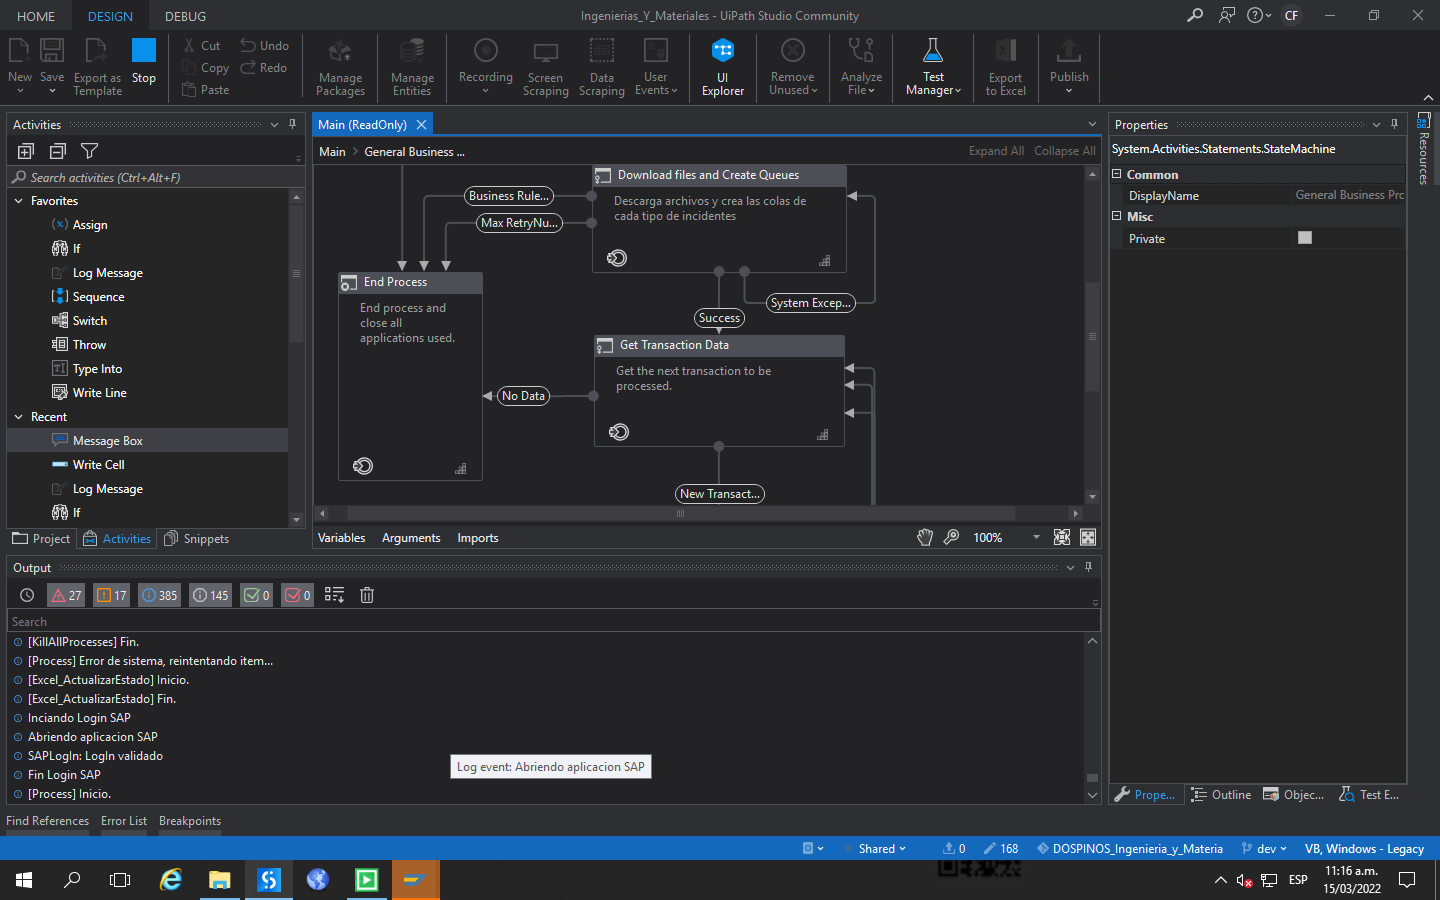 HOME
DESIGN
DEBUG
Ingenierias_Y_Materiales - UiPath Studio Community
CF
New
Save
Export as Template
Stop
Cut
Copy
Paste
Undo
Redo
Manage Packages
Manage Entities
Recording
Screen Scraping
Data Scraping
User Events
UI Explorer
Remove Unused
Analyze File
Test Manager
Export to Excel
Publish
Activities
Search activities (Ctrl+Alt+F)
Favorites
Assign
If
Log Message
Sequence
Switch
Throw
Type Into
Write Line
Recent
Message Box
Write Cell
Log Message
If
Project
Activities
Snippets
Main (ReadOnly)
Main > General Business ...
Expand All
Collapse All
Download files and Create Queues
Descarga archivos y crea las colas de
cada tipo de incidentes
Business Rule...
Max RetryNu...
End Process
End process and
close all
applications used.
System Excep...
Success
Get Transaction Data
Get the next transaction to be
processed.
No Data
New Transact...
Variables
Arguments
Imports
100%
Properties
System.Activities.Statements.StateMachine
Common
DisplayName
General Business Prc
Misc
Private
Resources
Output
27
17
385
145
0
0
Search
[KillAllProcesses] Fin.
[Process] Error de sistema, reintentando item...
[Excel_ActualizarEstado] Inicio.
[Excel_ActualizarEstado] Fin.
Inciando Login SAP
Abriendo aplicacion SAP
SAPLogIn: LogIn validado
Fin Login SAP
[Process] Inicio.
Log event: Abriendo aplicacion SAP
Prope...
Outline
Objec...
Test E...
Find References
Error List
Breakpoints
Shared
0
168
DOSPINOS_Ingenieria_y_Materia
dev
VB, Windows - Legacy
ESP
11:16 a.m.
15/03/2022